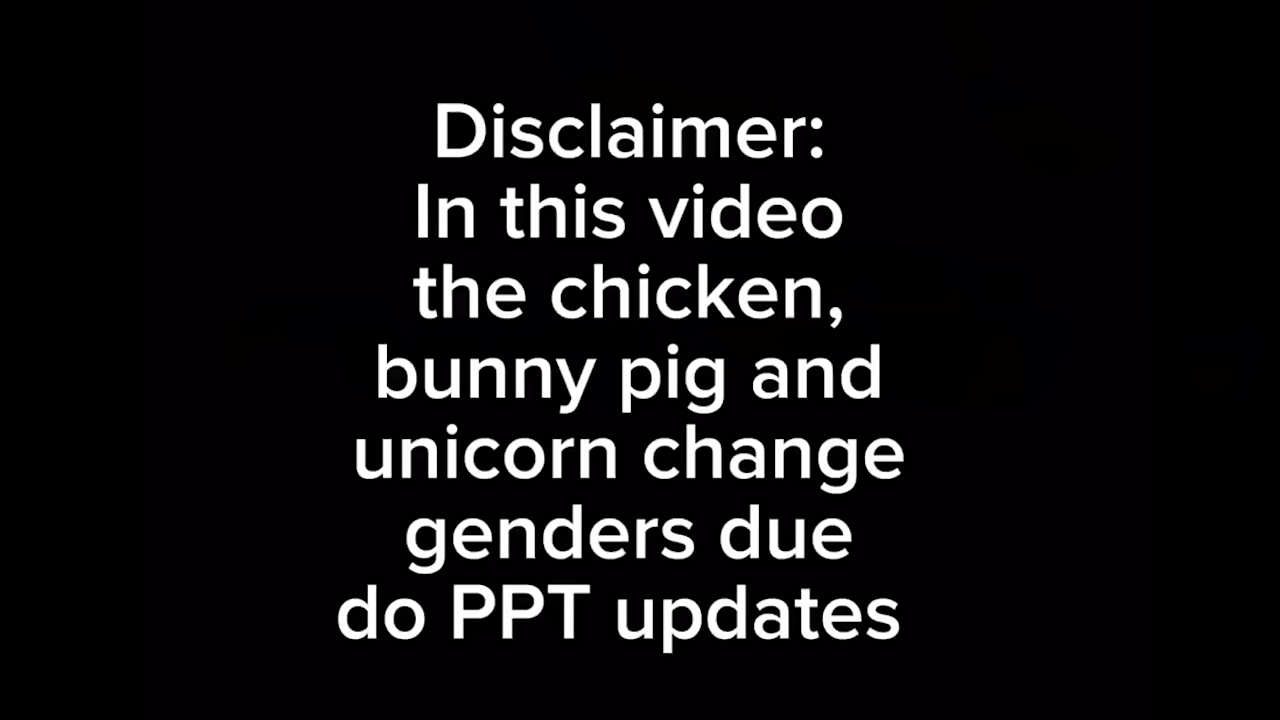 Disclaimer:
In this video
the chicken,
bunny pig and
unicorn change
genders due
do PPT updates